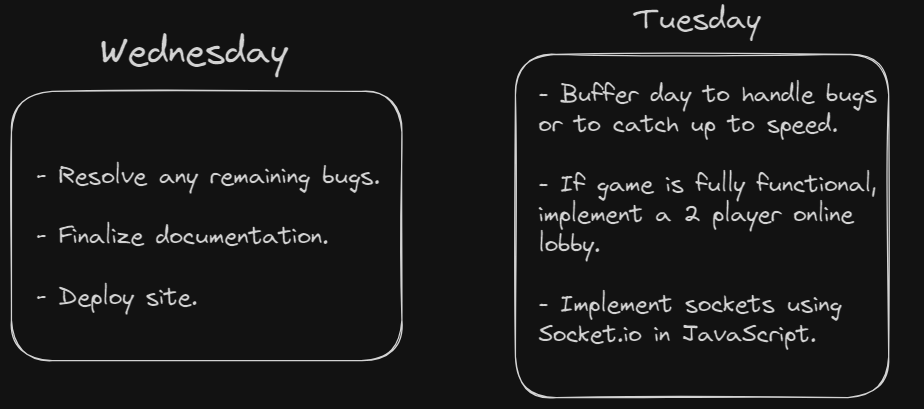 Wednesday
- Resolve any remaining bugs.
- Finalize documentation.
- Deploy site.
Tuesday
- Buffer day to handle bugs
or to catch up to speed.
- If game is fully functional,
implement a 2 player online
lobby.
- Implement sockets using
Socket.io in JavaScript.